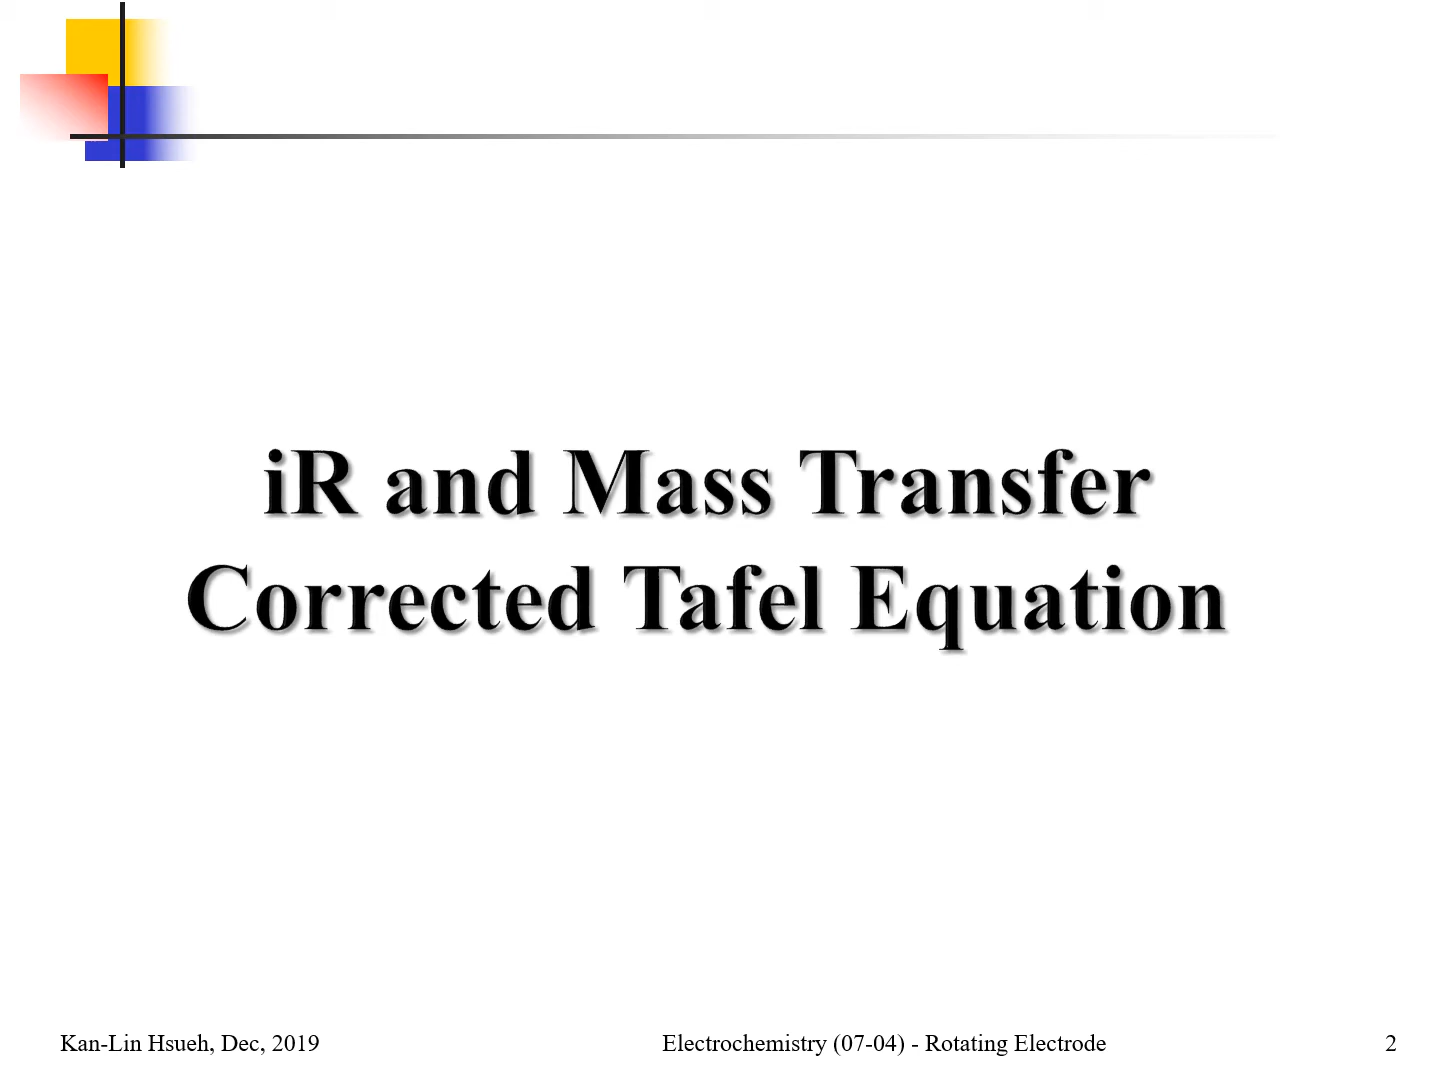 iR and Mass Transfer
Corrected Tafel Equation
Kan-Lin Hsueh, Dec, 2019
Electrochemistry (07-04) - Rotating Electrode
2